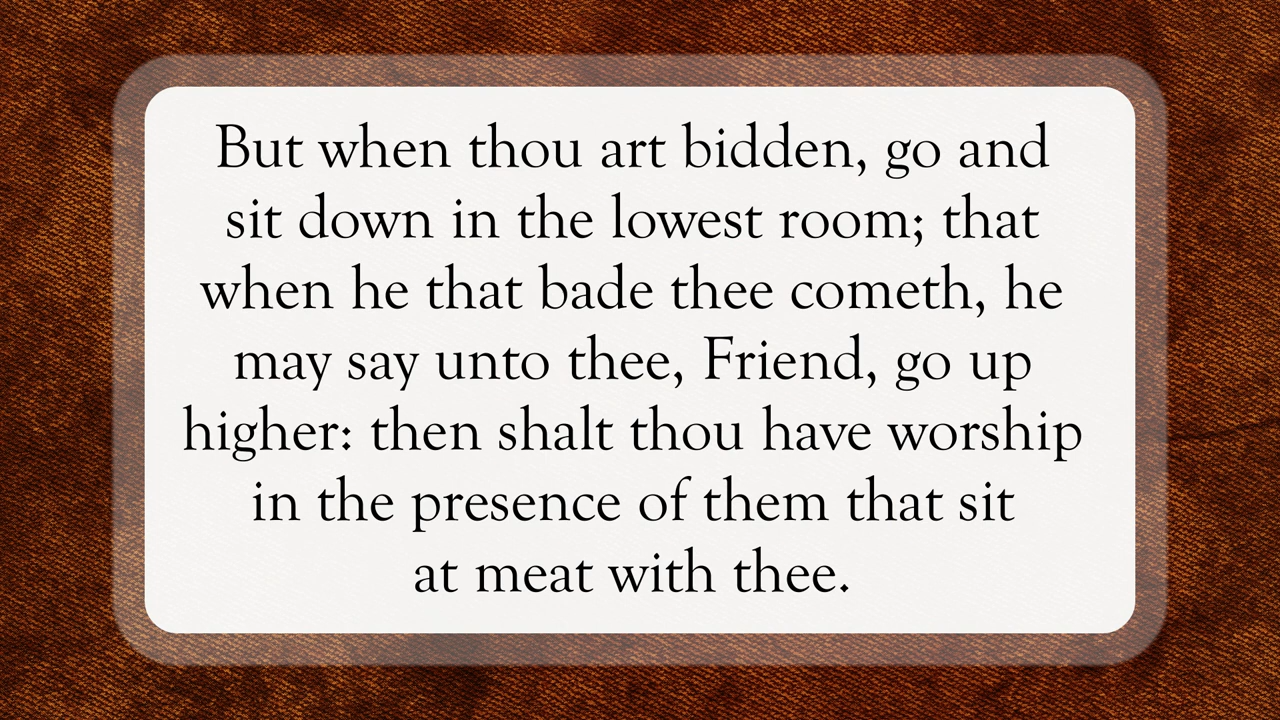 But when thou art bidden, go and
sit down in the lowest room; that
when he that bade thee cometh, he
may say unto thee, Friend, go up
higher: then shalt thou have worship
in the presence of them that sit
at meat with thee.